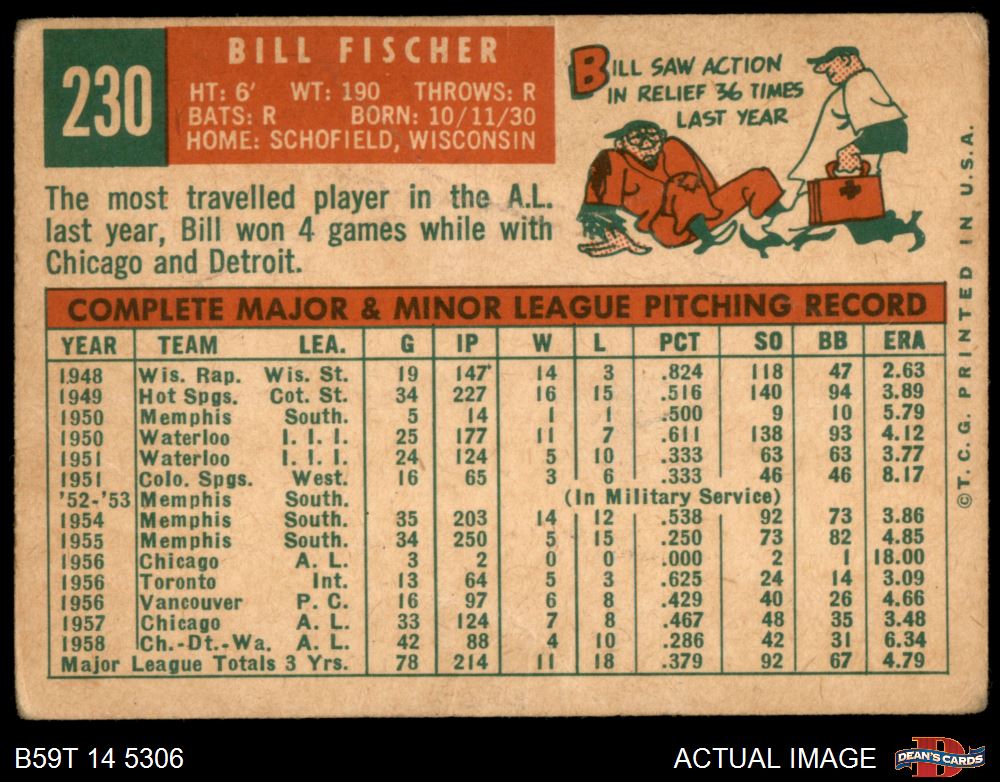 230
BILL FISCHER
HT: 6' WT: 190 THROWS: R
BATS: R BORN: 10/11/30
HOME: SCHOFIELD, WISCONSIN
BILL SAW ACTION
IN RELIEF 36 TIMES
LAST YEAR
The most travelled player in the A.L.
last year, Bill won 4 games while with
Chicago and Detroit.
COMPLETE MAJOR & MINOR LEAGUE PITCHING RECORD
YEAR TEAM LEA. G IP W L PCT SO BB ERA
1948 Wis. Rap. Wis. St. 19 147 14 3 .824 118 47 2.63
1949 Hot Spgs. Cot. St. 34 227 16 15 .516 140 94 3.89
1950 Memphis South. 5 14 1 1 .500 9 10 5.79
1950 Waterloo I. I. I. 25 177 11 7 .611 138 93 4.12
1951 Waterloo I. I. I. 24 124 5 10 .333 63 63 3.77
1951 Colo. Spgs. West. 16 65 3 6 .333 46 46 8.17
'52-'53 Memphis South. (In Military Service)
1954 Memphis South. 35 203 14 12 .538 92 73 3.86
1955 Memphis South. 34 250 5 15 .250 73 82 4.85
1956 Chicago A. L. 3 2 0 0 .000 2 1 18.00
1956 Toronto Int. 13 64 5 3 .625 24 14 3.09
1956 Vancouver P. C. 16 97 6 8 .429 40 26 4.66
1957 Chicago A. L. 33 124 7 8 .467 48 35 3.48
1958 Ch.-Dt.-Wa. A. L. 42 88 4 10 .286 42 31 6.34
Major League Totals 3 Yrs. 78 214 11 18 .379 92 67 4.79
©T.C.G. PRINTED IN U.S.A.
B59T 14 5306
ACTUAL IMAGE
D
DEAN'S CARDS